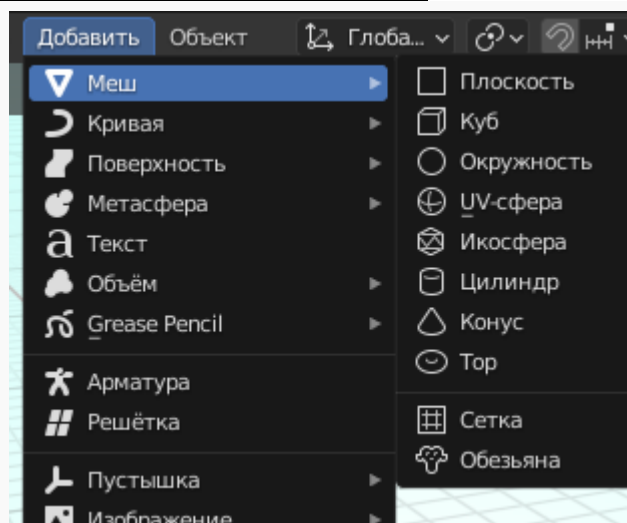 Добавить Объект Глоба...
Меш
Кривая
Поверхность
Метасфера
Текст
Объём
Grease Pencil
Арматура
Решётка
Пустышка
Изображение
Плоскость
Куб
Окружность
UV-сфера
Икосфера
Цилиндр
Конус
Тор
Сетка
Обезьяна